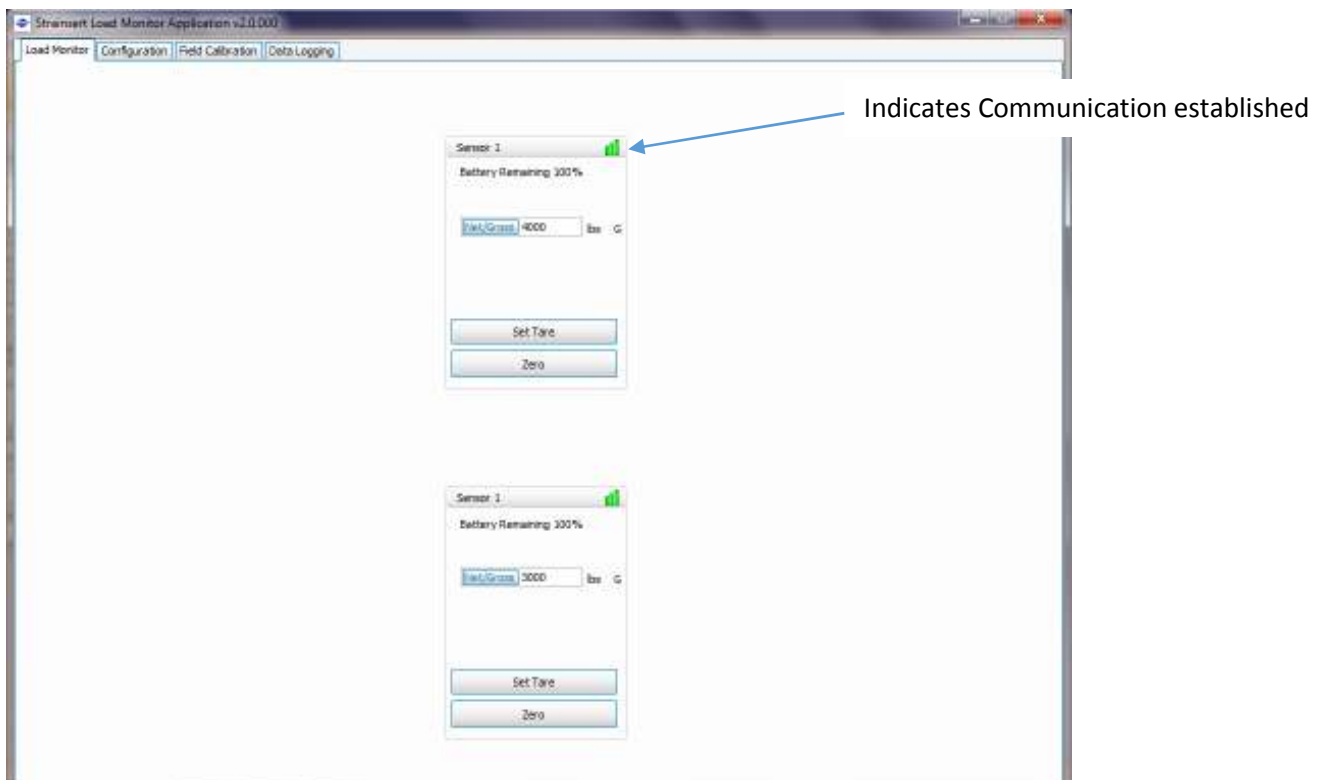 Strainsert Load Monitor Application v2.0.000
Load Monitor Configuration Field Calibration Data Logging
Indicates Communication established
Sensor 1
Battery Remaining 100%
Net/Gross 4000 lbs G
Set Tare
Zero
Sensor 1
Battery Remaining 100%
Net/Gross 3000 lbs G
Set Tare
Zero